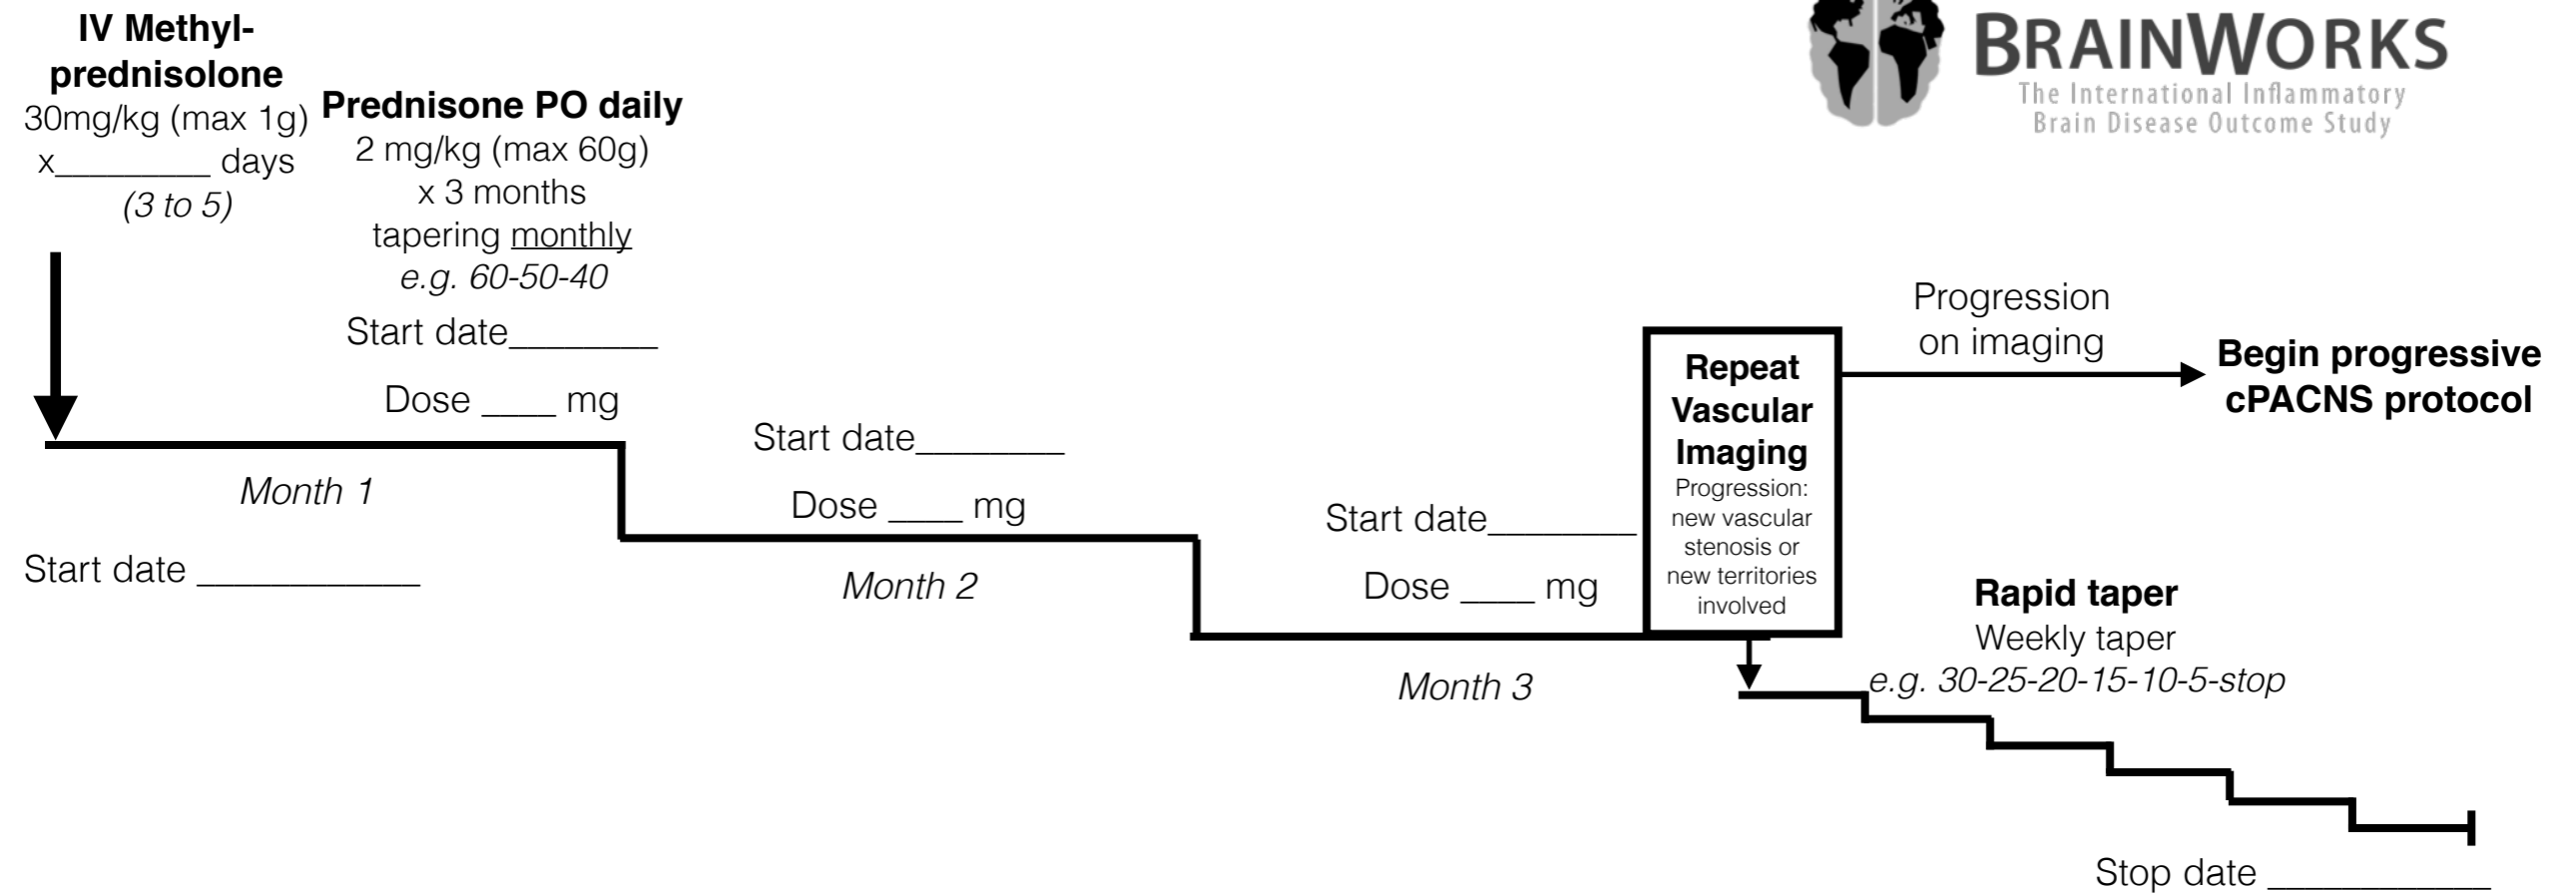 IV Methyl-
prednisolone
30mg/kg (max 1g)
x________ days
(3 to 5)
Prednisone PO daily
2 mg/kg (max 60g)
x 3 months
tapering monthly
e.g. 60-50-40
Start date________
Dose ____ mg
Month 1
Start date ____________
Start date________
Dose ____ mg
Month 2
Start date________
Dose ____ mg
Month 3
BRAINWORKS
The International Inflammatory
Brain Disease Outcome Study
Repeat
Vascular
Imaging
Progression:
new vascular
stenosis or
new territories
involved
Progression
on imaging
Begin progressive
cPACNS protocol
Rapid taper
Weekly taper
e.g. 30-25-20-15-10-5-stop
Stop date ____________